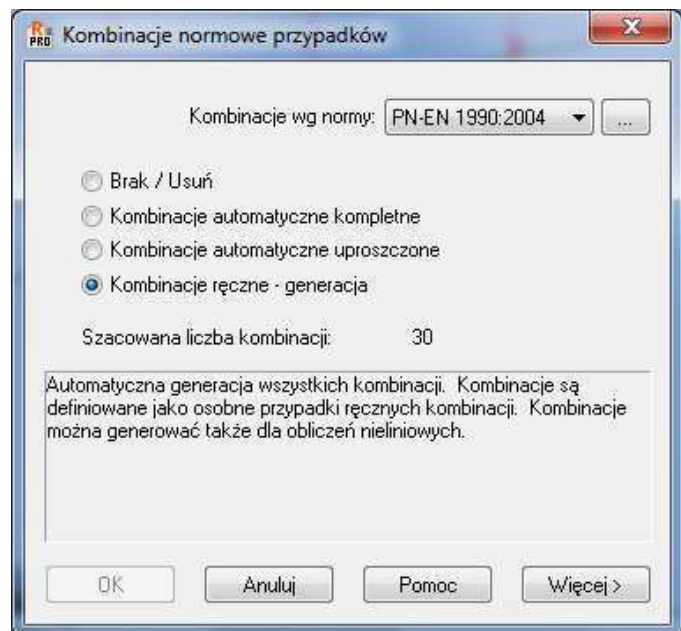 R
PRO
Kombinacje normowe przypadków
Kombinacje wg normy: PN-EN 1990:2004 ...
Brak / Usuń
Kombinacje automatyczne kompletne
Kombinacje automatyczne uproszczone
Kombinacje ręczne - generacja
Szacowana liczba kombinacji: 30
Automatyczna generacja wszystkich kombinacji. Kombinacje są
definiowane jako osobne przypadki ręcznych kombinacji. Kombinacje
można generować także dla obliczeń nieliniowych.
OK Anuluj Pomoc Więcej >